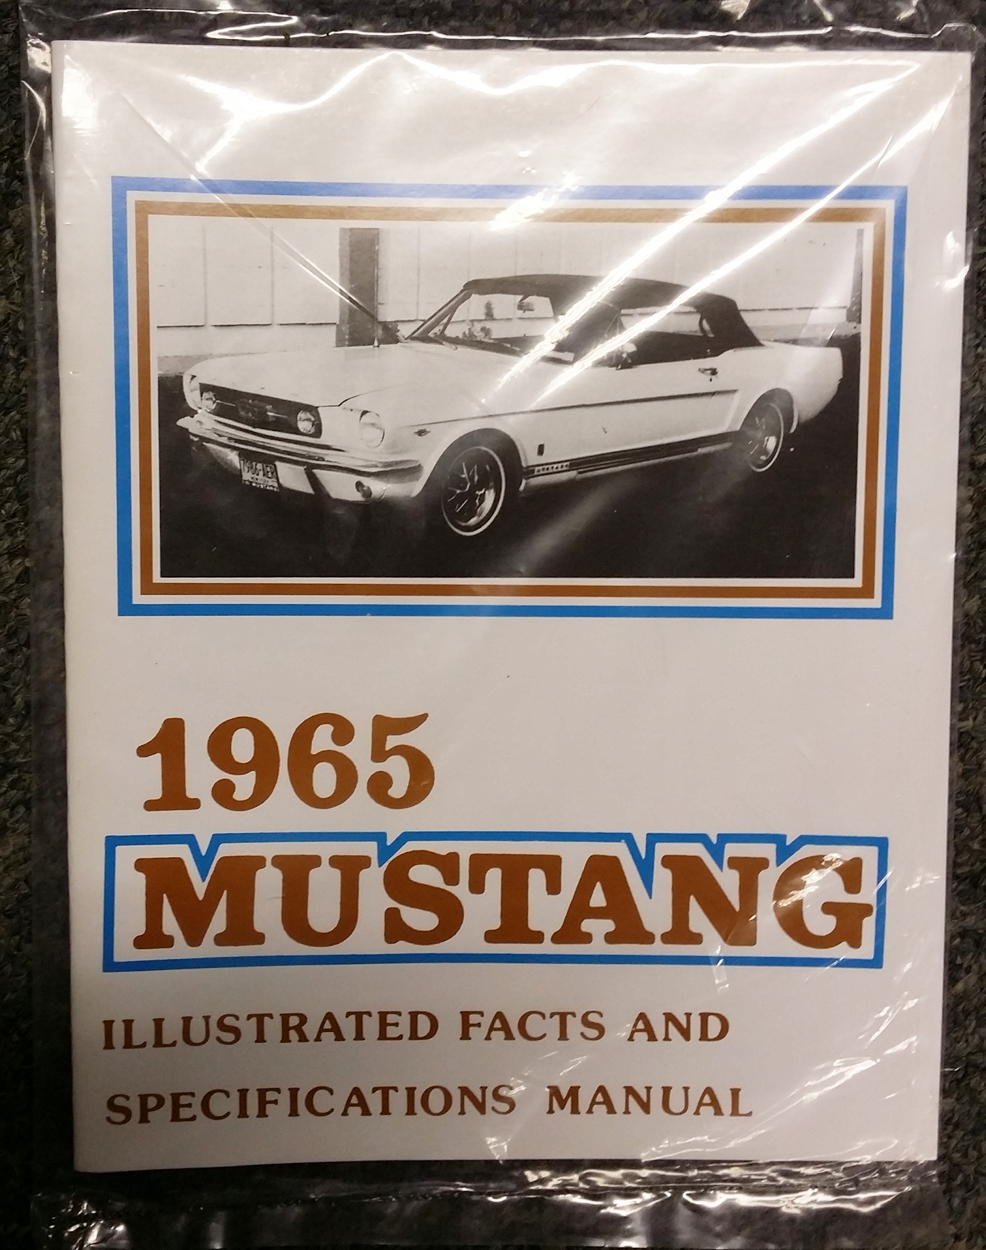 1965
MUSTANG
ILLUSTRATED FACTS AND
SPECIFICATIONS MANUAL